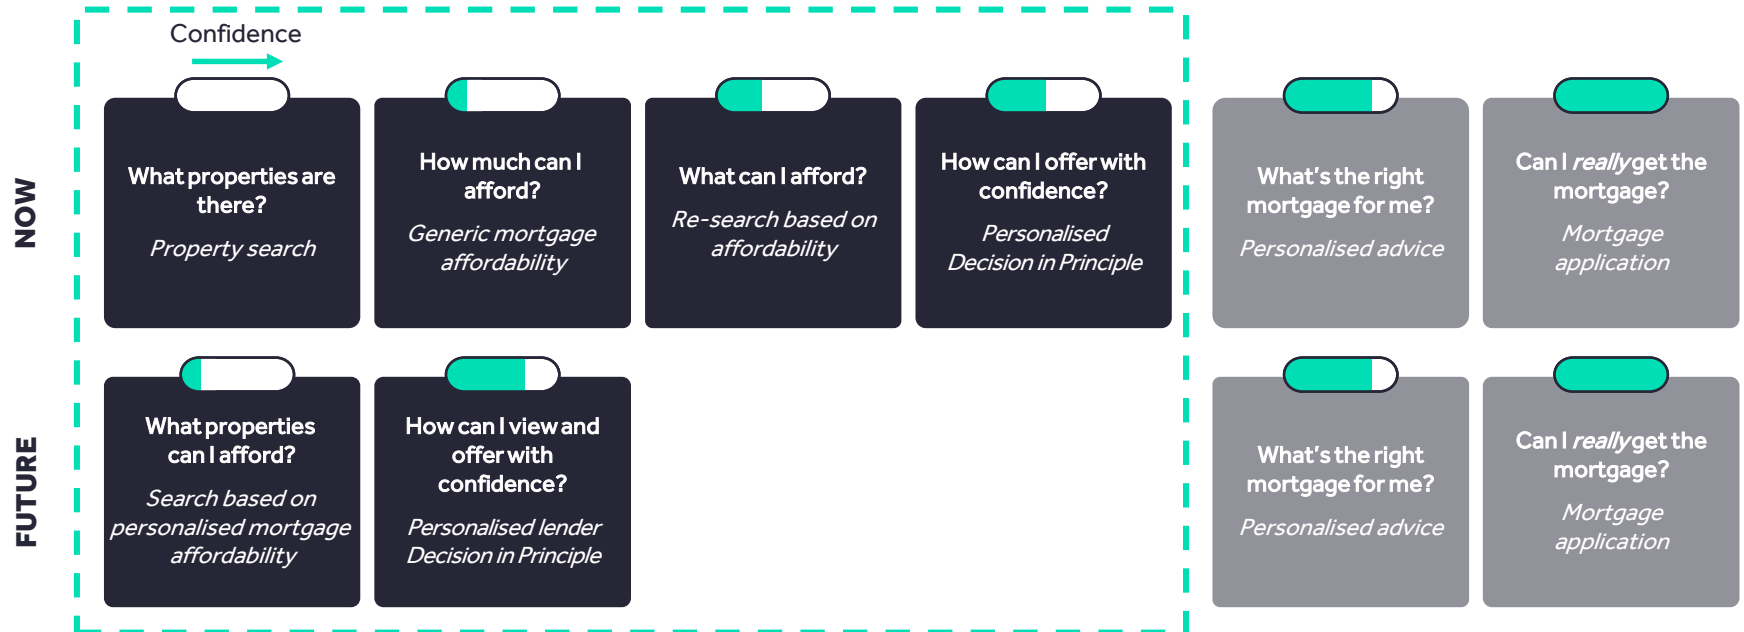 Confidence
NOW
What properties are
there?
Property search
How much can I
afford?
Generic mortgage
affordability
What can I afford?
Re-search based on
affordability
How can I offer with
confidence?
Personalised
Decision in Principle
What's the right
mortgage for me?
Personalised advice
Can I really get the
mortgage?
Mortgage
application
FUTURE
What properties
can I afford?
Search based on
personalised mortgage
affordability
How can I view and
offer with
confidence?
Personalised lender
Decision in Principle
What's the right
mortgage for me?
Personalised advice
Can I really get the
mortgage?
Mortgage
application